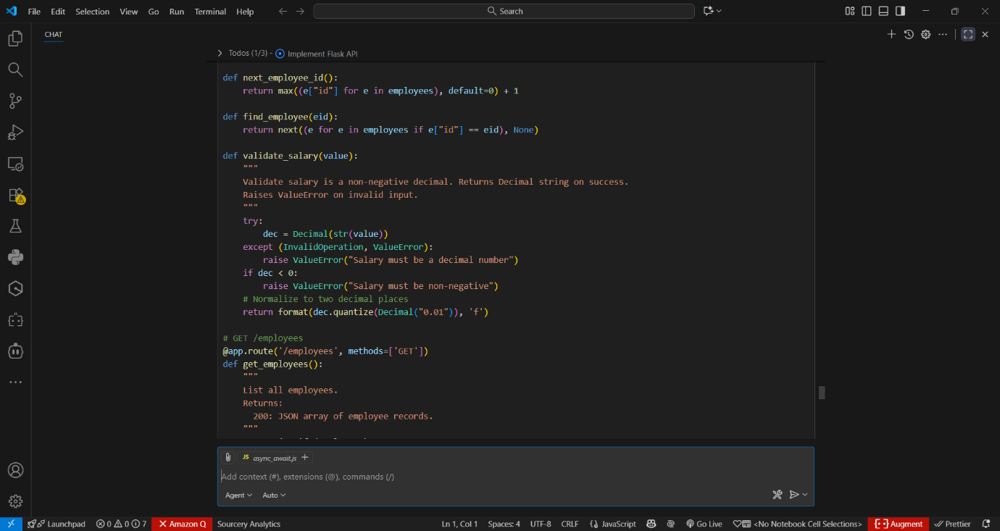 File Edit Selection View Go Run Terminal Help
Search
CHAT
Todos (1/3) - Implement Flask API
def next_employee_id():
    return max((e["id"] for e in employees), default=0) + 1
def find_employee(eid):
    return next((e for e in employees if e["id"] == eid), None)
def validate_salary(value):
    """
    Validate salary is a non-negative decimal. Returns Decimal string on success.
    Raises ValueError on invalid input.
    """
    try:
        dec = Decimal(str(value))
    except (InvalidOperation, ValueError):
        raise ValueError("Salary must be a decimal number")
    if dec < 0:
        raise ValueError("Salary must be non-negative")
    # Normalize to two decimal places
    return format(dec.quantize(Decimal("0.01")), 'f')
# GET /employees
@app.route('/employees', methods=['GET'])
def get_employees():
    """
    List all employees.
    Returns:
      200: JSON array of employee records.
    """
JS async_await.js +
Add context (#), extensions (@), commands (/)
Agent Auto
Launchpad 0 0 7 Amazon Q Sourcery Analytics Ln 1, Col 1 Spaces: 4 UTF-8 CRLF JavaScript Go Live <No Notebook Cell Selections> Augment Prettier